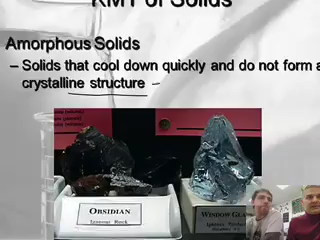 KMT of Solids
Amorphous Solids
– Solids that cool down quickly and do not form a
crystalline structure –
OBSIDIAN
Igneous Rock
WINDOW GLA